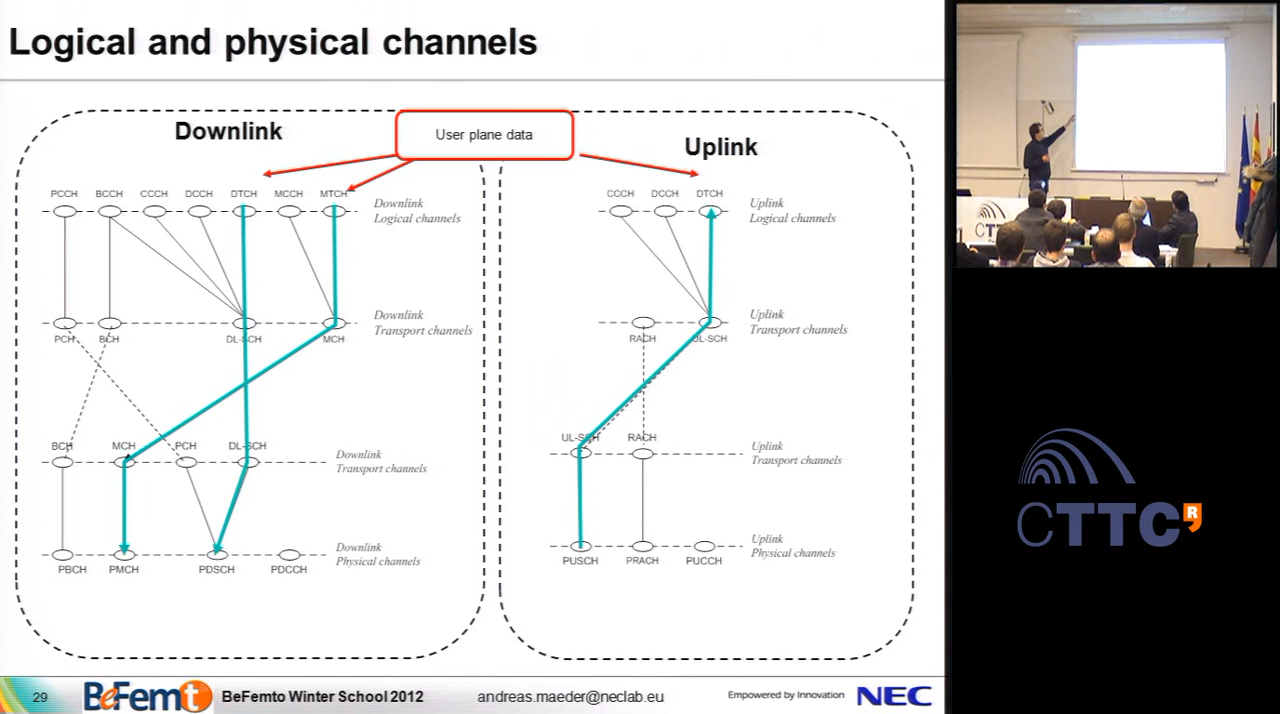 Logical and physical channels
Downlink
User plane data
Uplink
PCCH BCCH CCCH DCCH DTCH MCCH MTCH
Downlink
Logical channels
CCCH DCCH DTCH
Uplink
Logical channels
Downlink
Transport channels
PCH BCH DL-SCH MCH
Uplink
Transport channels
RACH UL-SCH
BCH MCH PCH DL-SCH
Downlink
Transport channels
UL-SCH RACH
Uplink
Transport channels
Downlink
Physical channels
PBCH PMCH PDSCH PDCCH
Uplink
Physical channels
PUSCH PRACH PUCCH
29
BeFemt
BeFemto Winter School 2012
andreas.maeder@neclab.eu
Empowered by Innovation
NEC
CTTC
CTTC R